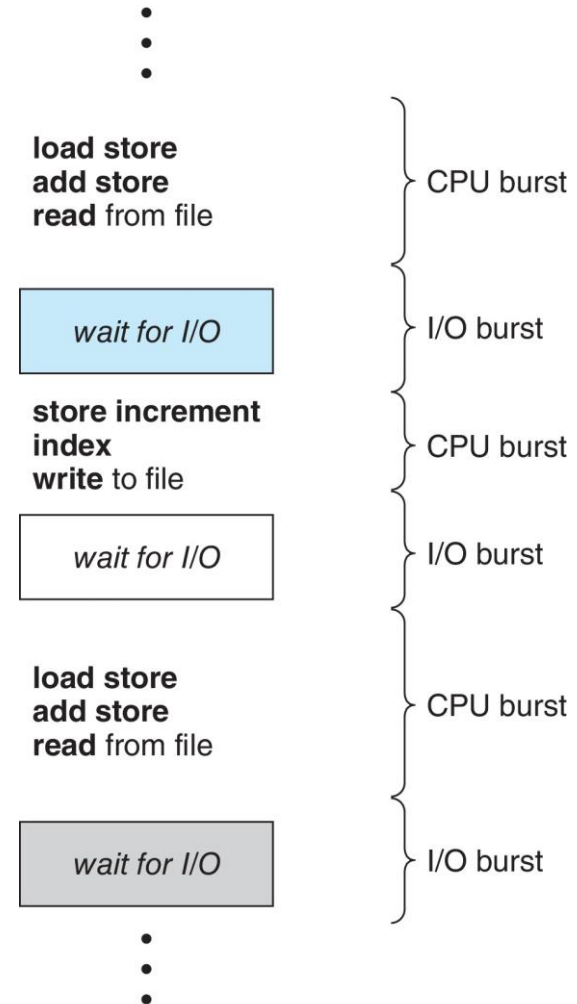 load store
add store
read from file
CPU burst
wait for I/O
I/O burst
store increment
index
write to file
CPU burst
wait for I/O
I/O burst
load store
add store
read from file
CPU burst
wait for I/O
I/O burst